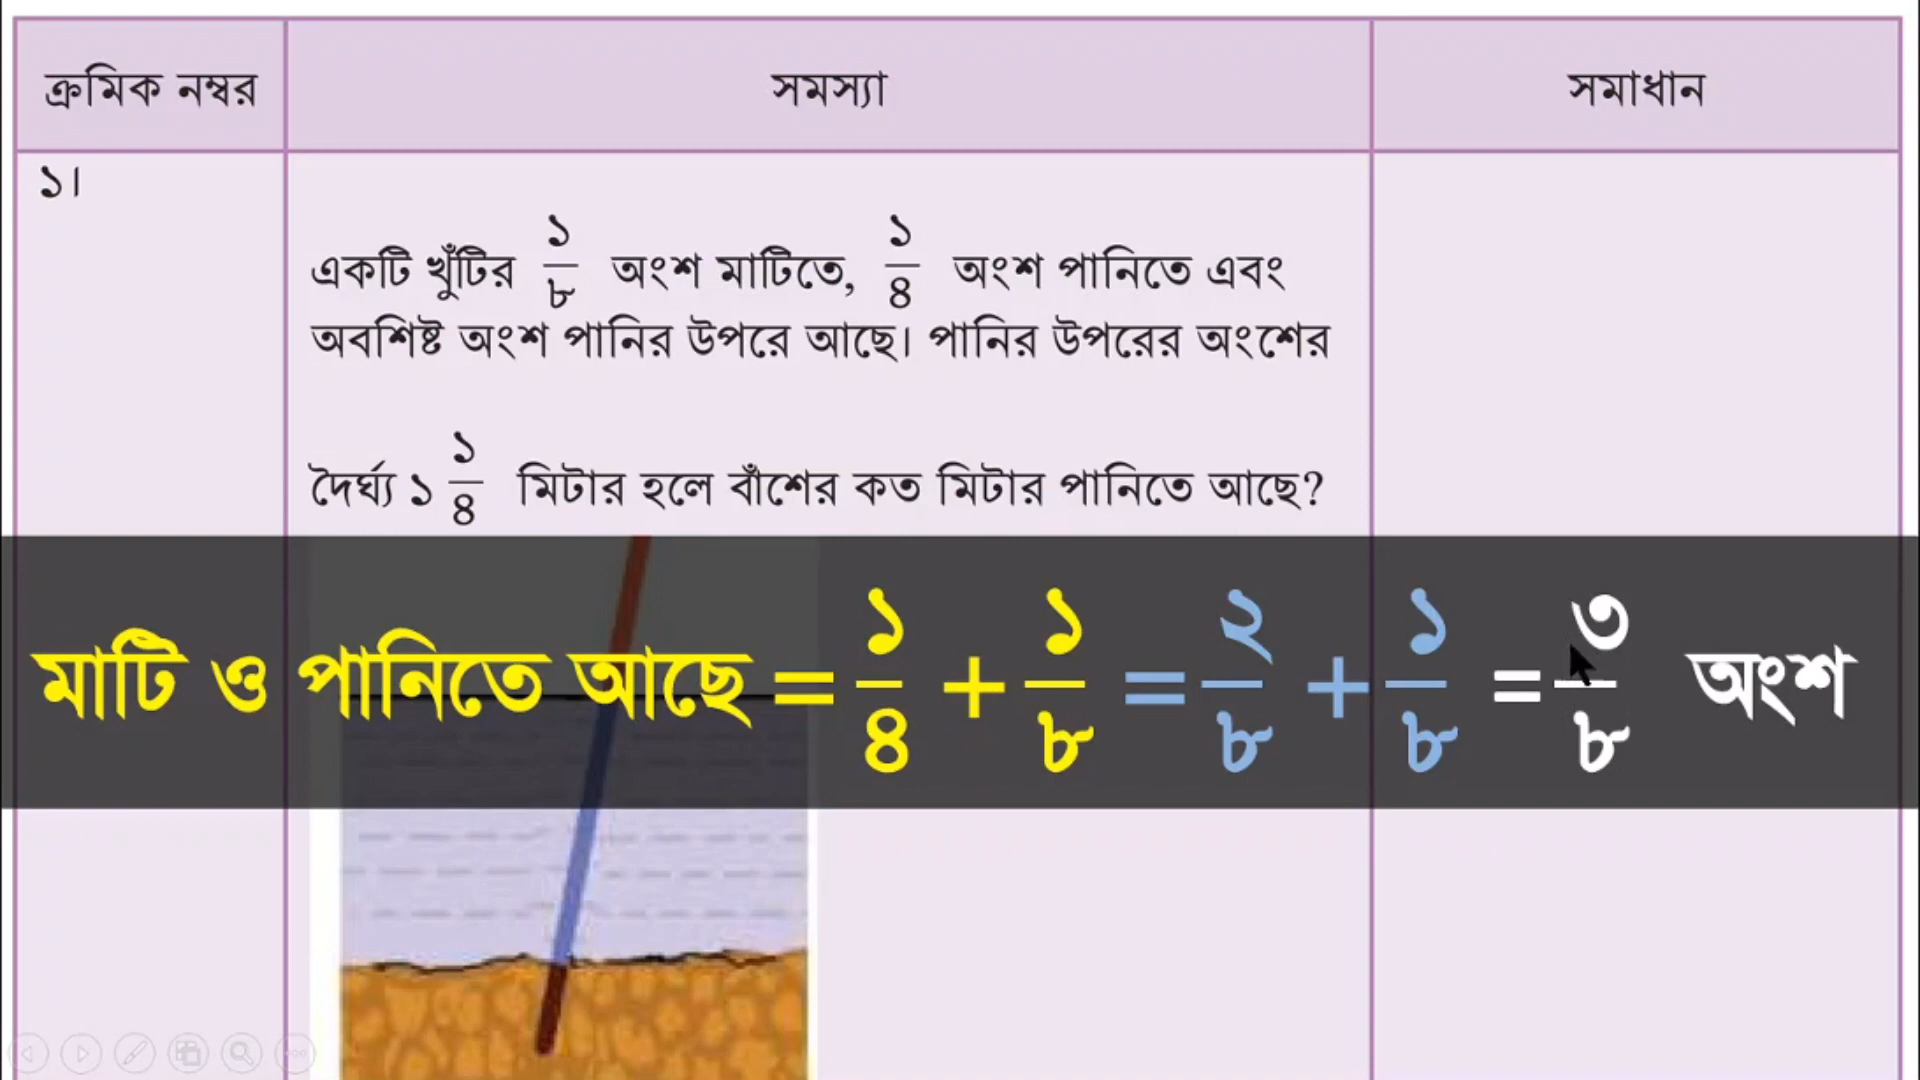 ক্রমিক নম্বর সমস্যা সমাধান
১।
একটি খুঁটির ১/৮ অংশ মাটিতে, ১/৪ অংশ পানিতে এবং
অবশিষ্ট অংশ পানির উপরে আছে। পানির উপরের অংশের
দৈর্ঘ্য ১ ১/৪ মিটার হলে বাঁশের কত মিটার পানিতে আছে?
মাটি ও পানিতে আছে = ১/৪ + ১/৮ = ২/৮ + ১/৮ = ৩/৮ অংশ